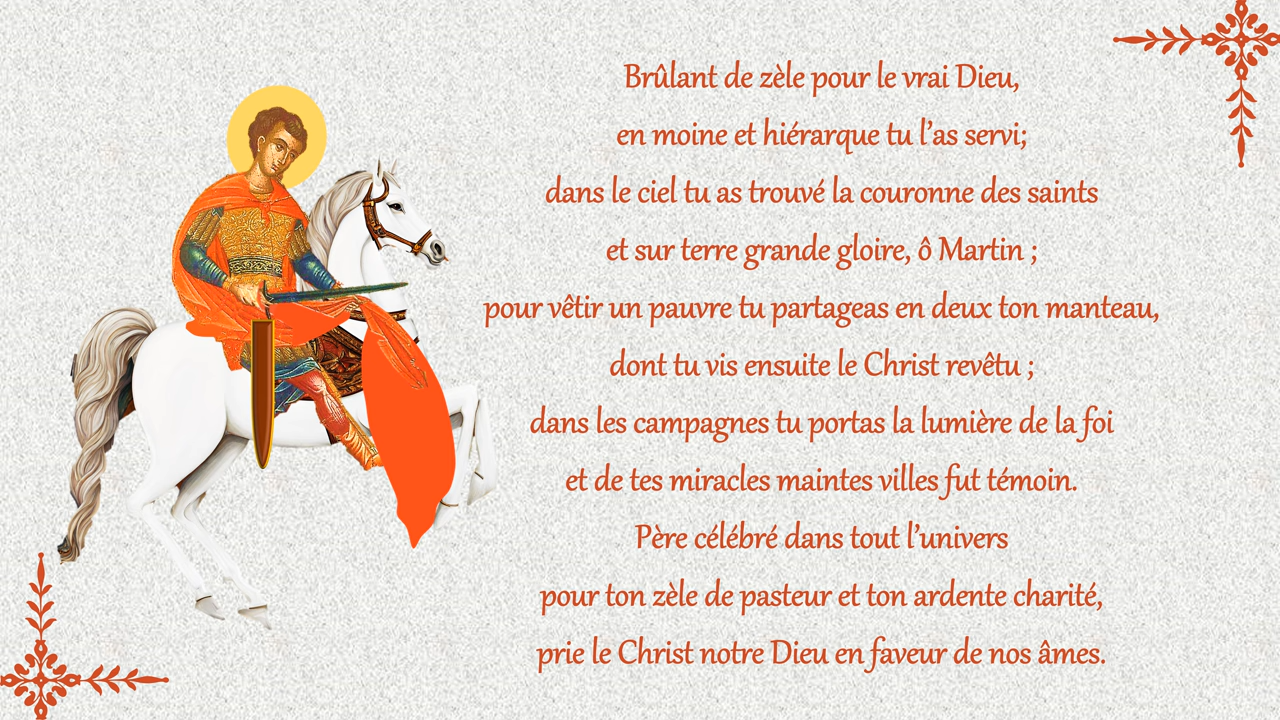 Brûlant de zèle pour le vrai Dieu,
en moine et hiérarque tu l’as servi;
dans le ciel tu as trouvé la couronne des saints
et sur terre grande gloire, ô Martin ;
pour vêtir un pauvre tu partageas en deux ton manteau,
dont tu vis ensuite le Christ revêtu ;
dans les campagnes tu portas la lumière de la foi
et de tes miracles maintes villes fut témoin.
Père célébré dans tout l’univers
pour ton zèle de pasteur et ton ardente charité,
prie le Christ notre Dieu en faveur de nos âmes.